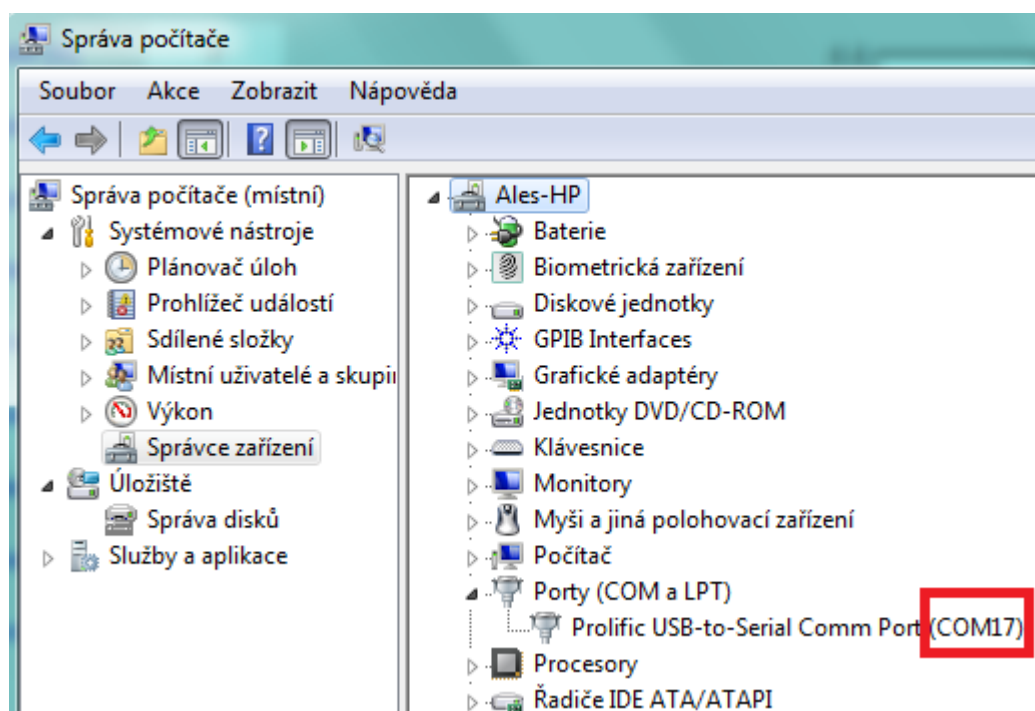 Správa počítače
Soubor Akce Zobrazit Nápověda
Správa počítače (místní)
Systémové nástroje
Plánovač úloh
Prohlížeč událostí
Sdílené složky
Místní uživatelé a skupin
Výkon
Správce zařízení
Úložiště
Správa disků
Služby a aplikace
Ales-HP
Baterie
Biometrická zařízení
Diskové jednotky
GPIB Interfaces
Grafické adaptéry
Jednotky DVD/CD-ROM
Klávesnice
Monitory
Myši a jiná polohovací zařízení
Počítač
Porty (COM a LPT)
Prolific USB-to-Serial Comm Port (COM17)
Procesory
Řadiče IDE ATA/ATAPI